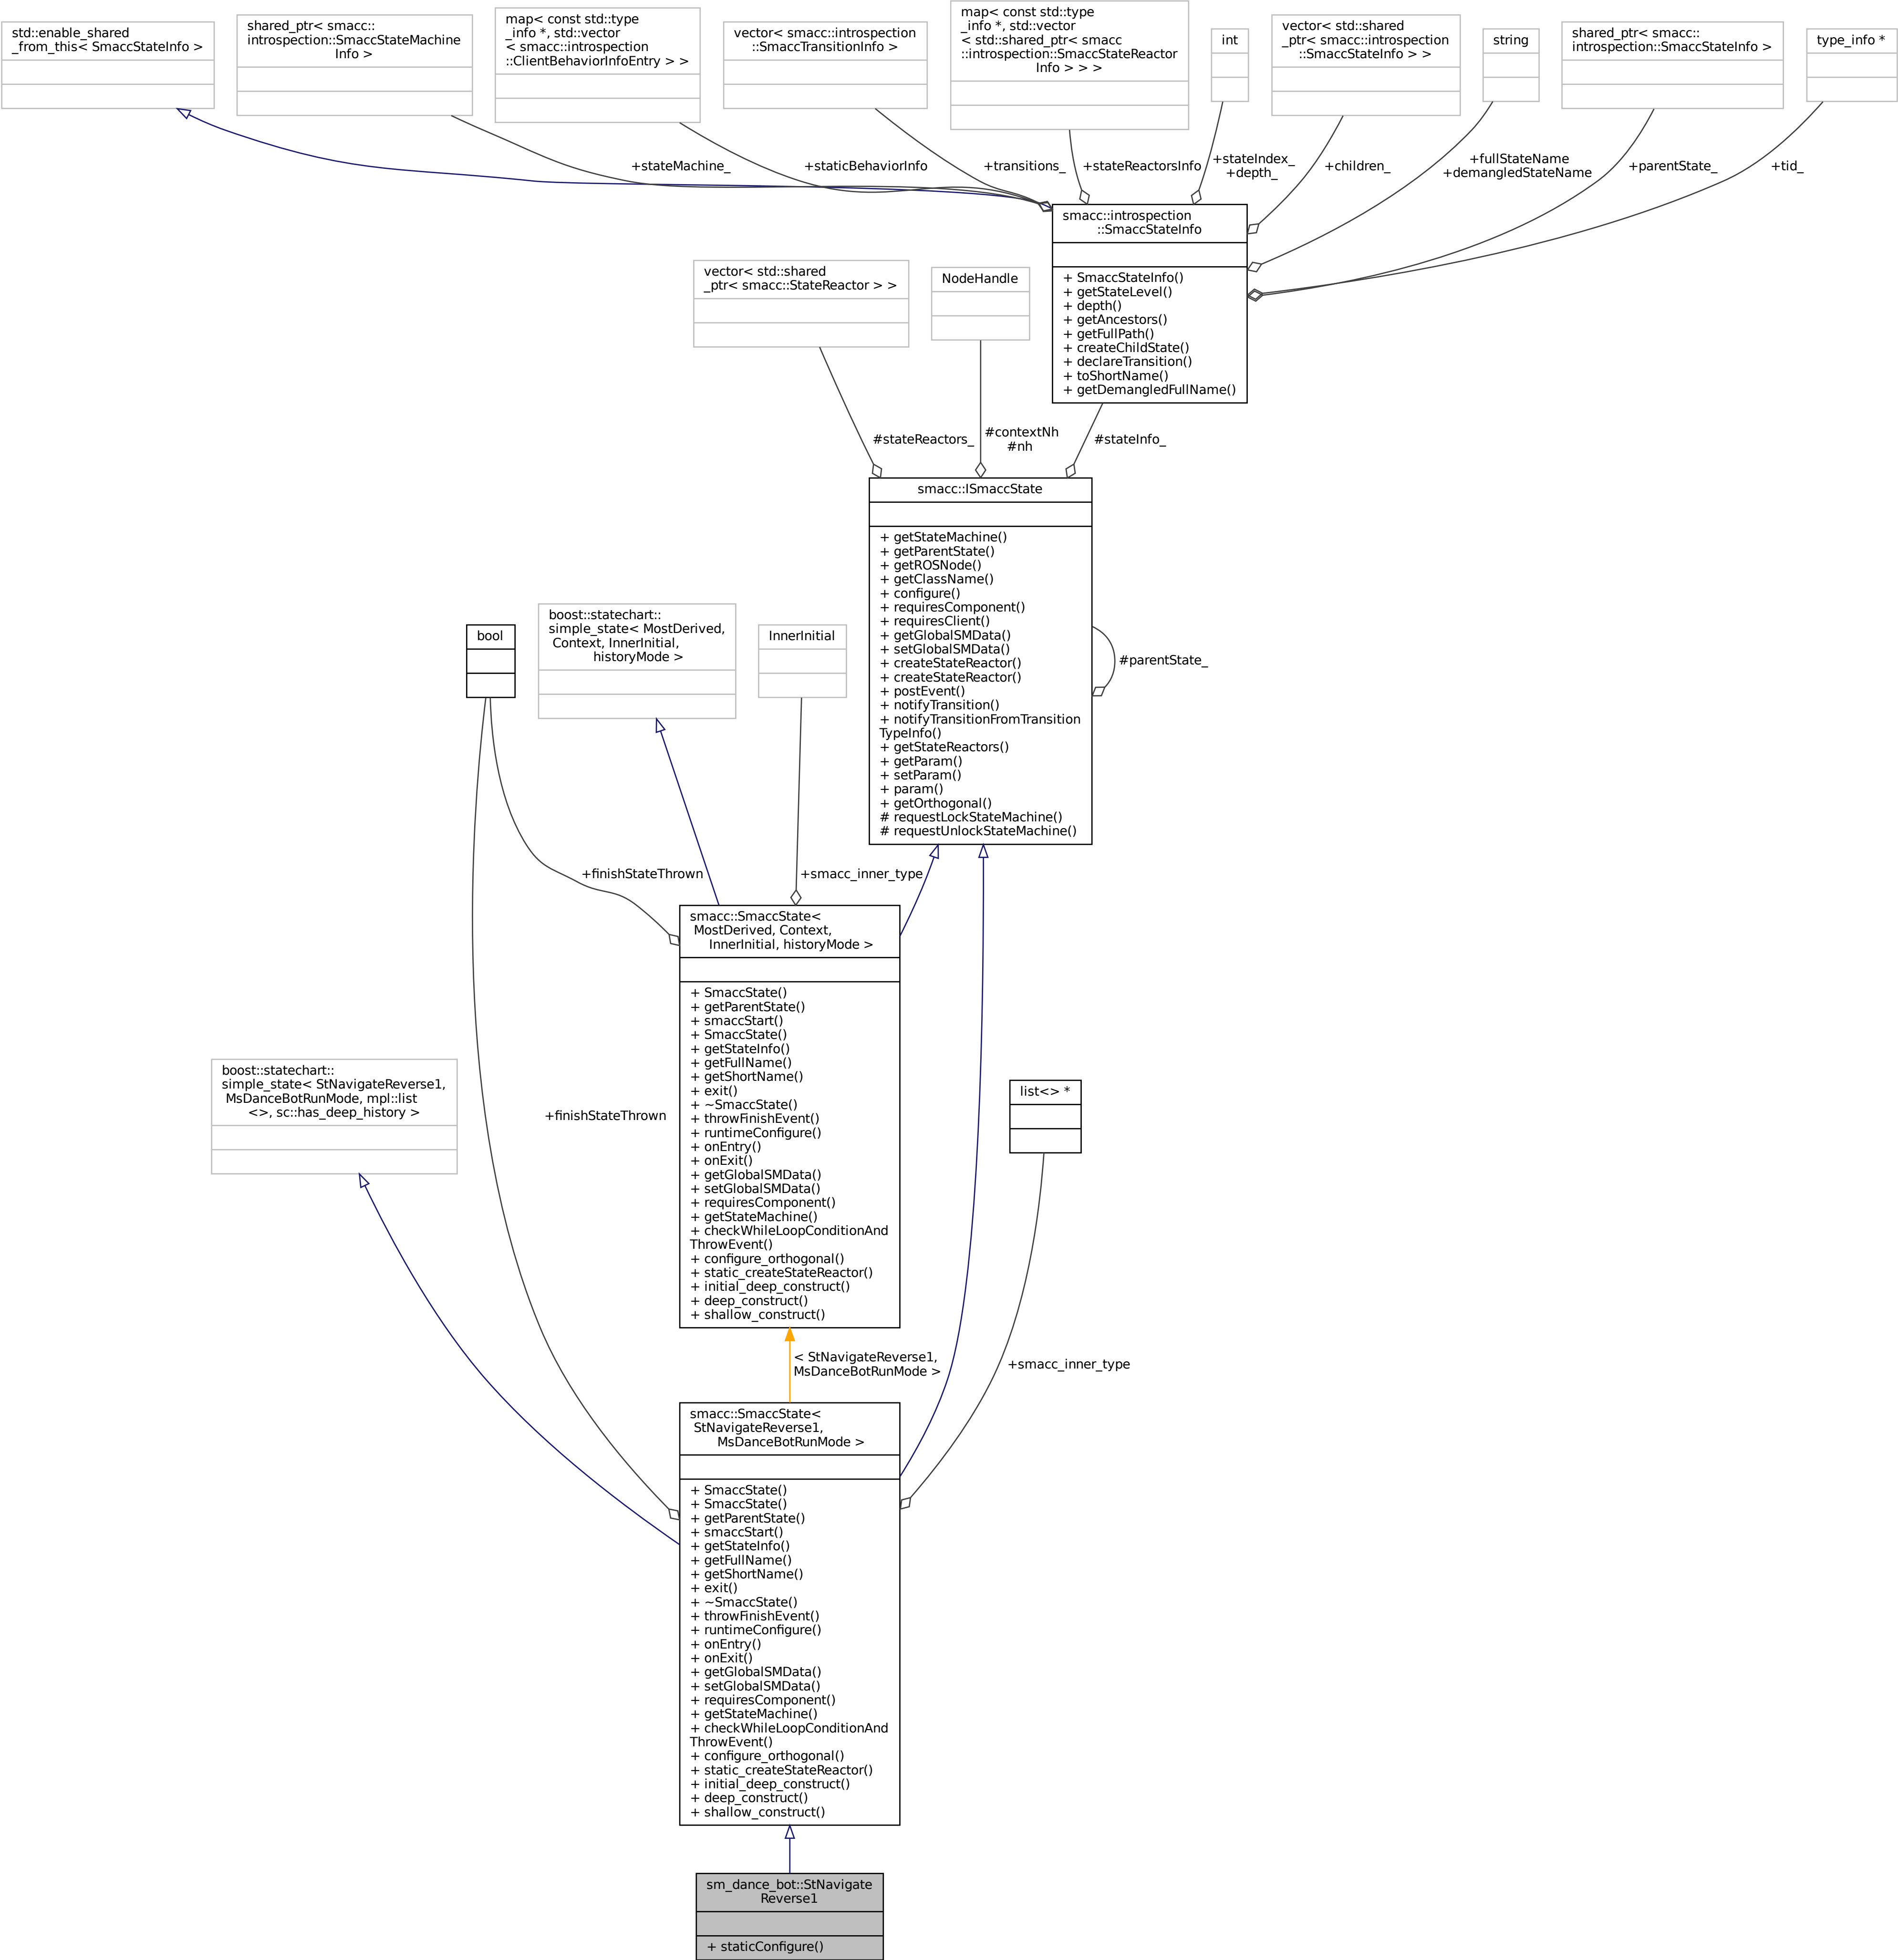 std::enable_shared
_from_this< SmaccStateInfo >
shared_ptr< smacc::
introspection::SmaccStateMachine
Info >
map< const std::type
_info *, std::vector
< smacc::introspection
::ClientBehaviorInfoEntry > >
vector< smacc::introspection
::SmaccTransitionInfo >
map< const std::type
_info *, std::vector
< std::shared_ptr< smacc
::introspection::SmaccStateReactor
Info > > >
int
vector< std::shared
_ptr< smacc::introspection
::SmaccStateInfo > >
string
shared_ptr< smacc::
introspection::SmaccStateInfo >
type_info *
+stateMachine_
+staticBehaviorInfo
+transitions_
+stateReactorsInfo
+stateIndex_
+depth_
+children_
+fullStateName
+demangledStateName
+parentState_
+tid_
smacc::introspection
::SmaccStateInfo
+ SmaccStateInfo()
+ getStateLevel()
+ depth()
+ getAncestors()
+ getFullPath()
+ createChildState()
+ declareTransition()
+ toShortName()
+ getDemangledFullName()
vector< std::shared
_ptr< smacc::StateReactor > >
NodeHandle
#stateReactors_
#contextNh
#nh
#stateInfo_
smacc::ISmaccState
+ getStateMachine()
+ getParentState()
+ getROSNode()
+ getClassName()
+ configure()
+ requiresComponent()
+ requiresClient()
+ getGlobalSMData()
+ setGlobalSMData()
+ createStateReactor()
+ createStateReactor()
+ postEvent()
+ notifyTransition()
+ notifyTransitionFromTransition
TypeInfo()
+ getStateReactors()
+ getParam()
+ setParam()
+ param()
+ getOrthogonal()
# requestLockStateMachine()
# requestUnlockStateMachine()
#parentState_
bool
boost::statechart::
simple_state< MostDerived,
Context, InnerInitial,
historyMode >
InnerInitial
+finishStateThrown
+smacc_inner_type
smacc::SmaccState<
MostDerived, Context,
InnerInitial, historyMode >
+ SmaccState()
+ getParentState()
+ smaccStart()
+ SmaccState()
+ getStateInfo()
+ getFullName()
+ getShortName()
+ exit()
+ ~SmaccState()
+ throwFinishEvent()
+ runtimeConfigure()
+ onEntry()
+ onExit()
+ getGlobalSMData()
+ setGlobalSMData()
+ requiresComponent()
+ getStateMachine()
+ checkWhileLoopConditionAnd
ThrowEvent()
+ configure_orthogonal()
+ static_createStateReactor()
+ initial_deep_construct()
+ deep_construct()
+ shallow_construct()
boost::statechart::
simple_state< StNavigateReverse1,
MsDanceBotRunMode, mpl::list
<>, sc::has_deep_history >
+finishStateThrown
list<> *
< StNavigateReverse1,
MsDanceBotRunMode >
+smacc_inner_type
smacc::SmaccState<
StNavigateReverse1,
MsDanceBotRunMode >
+ SmaccState()
+ SmaccState()
+ getParentState()
+ smaccStart()
+ getStateInfo()
+ getFullName()
+ getShortName()
+ exit()
+ ~SmaccState()
+ throwFinishEvent()
+ runtimeConfigure()
+ onEntry()
+ onExit()
+ getGlobalSMData()
+ setGlobalSMData()
+ requiresComponent()
+ getStateMachine()
+ checkWhileLoopConditionAnd
ThrowEvent()
+ configure_orthogonal()
+ static_createStateReactor()
+ initial_deep_construct()
+ deep_construct()
+ shallow_construct()
sm_dance_bot::StNavigate
Reverse1
+ staticConfigure()